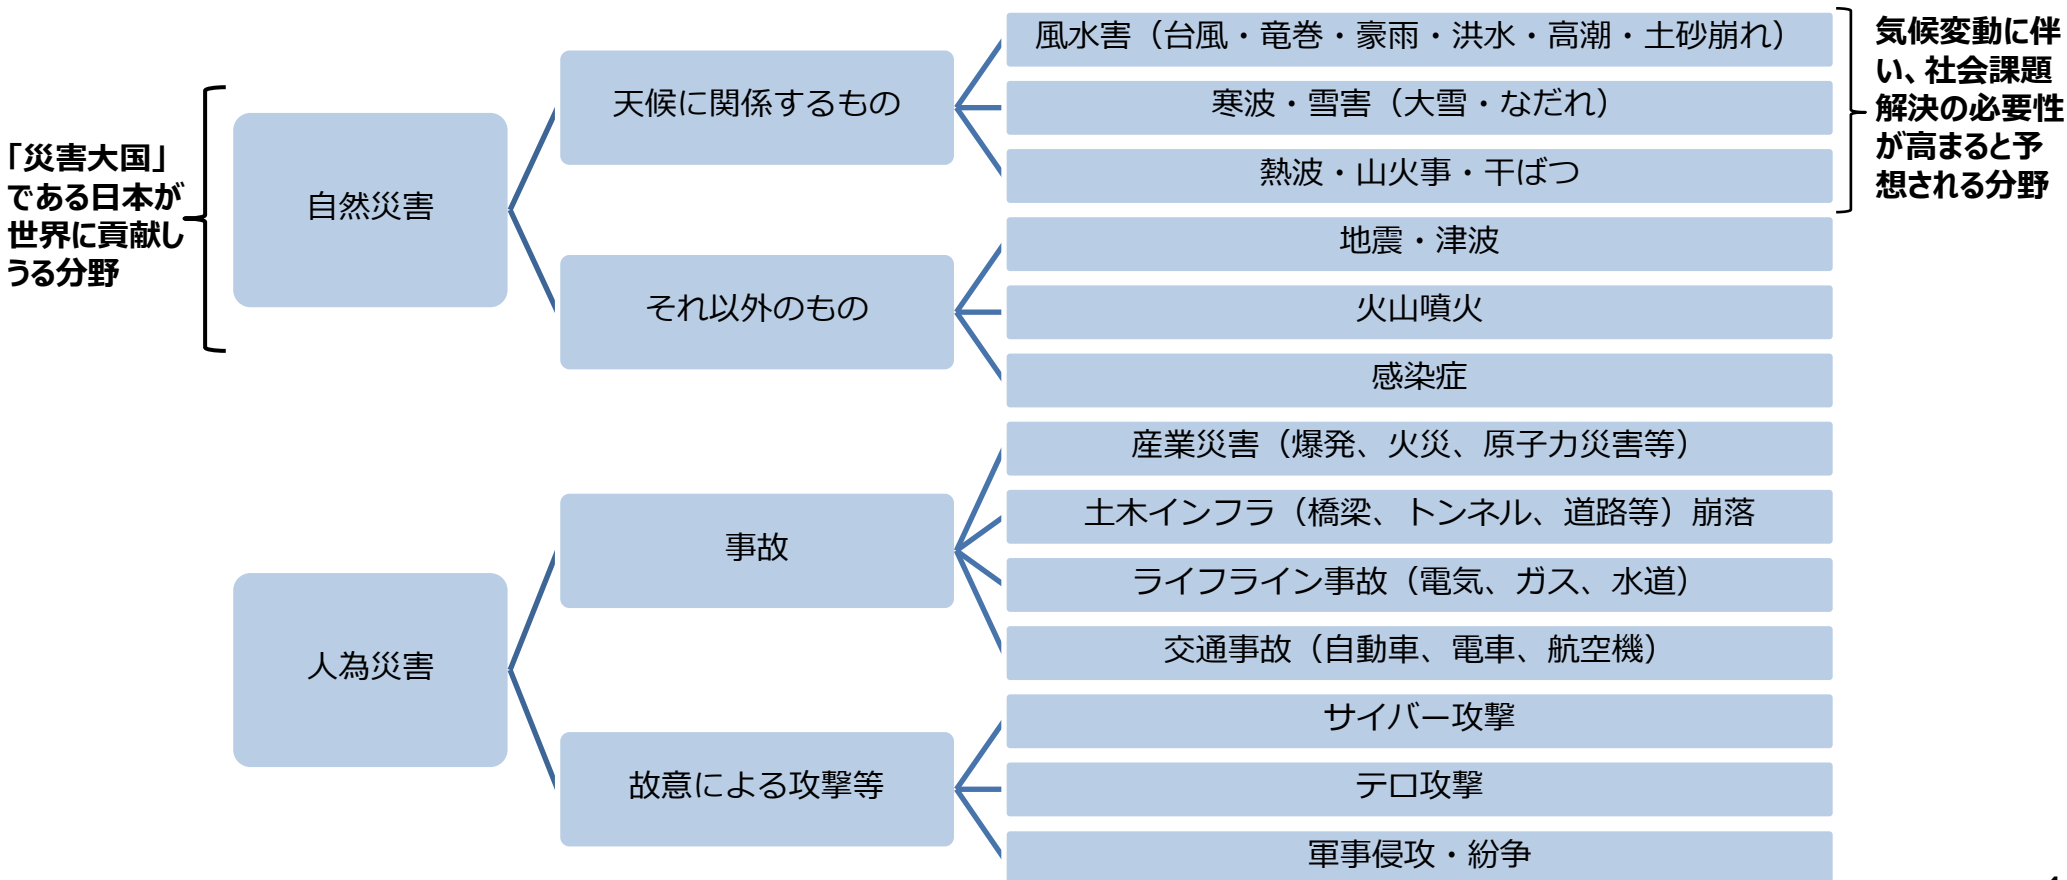 「災害大国」
である日本が
世界に貢献し
うる分野
自然災害
天候に関係するもの
風水害（台風・竜巻・豪雨・洪水・高潮・土砂崩れ）
寒波・雪害（大雪・なだれ）
熱波・山火事・干ばつ
気候変動に伴
い、社会課題
解決の必要性
が高まると予
想される分野
それ以外のもの
地震・津波
火山噴火
感染症
人為災害
事故
産業災害（爆発、火災、原子力災害等）
土木インフラ（橋梁、トンネル、道路等）崩落
ライフライン事故（電気、ガス、水道）
交通事故（自動車、電車、航空機）
故意による攻撃等
サイバー攻撃
テロ攻撃
軍事侵攻・紛争